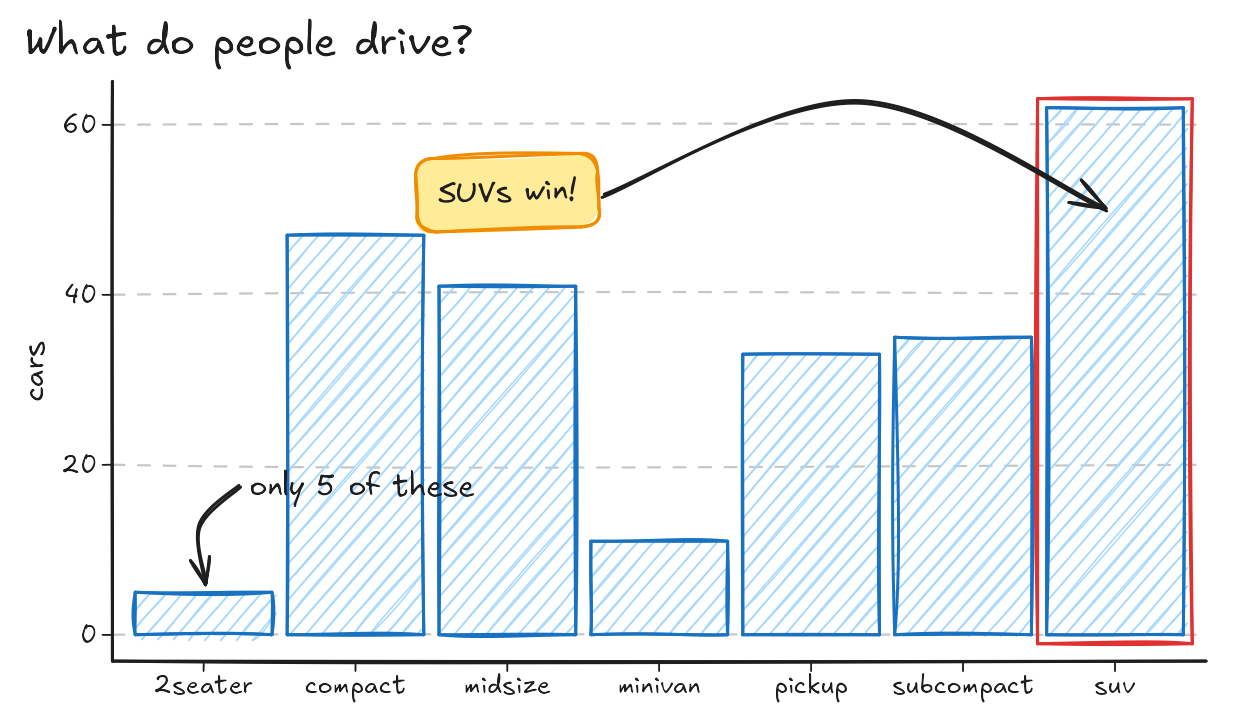 What do people drive?
60
SUVs win!
40
cars
20
only 5 of these
0
2seater compact midsize minivan pickup subcompact suv